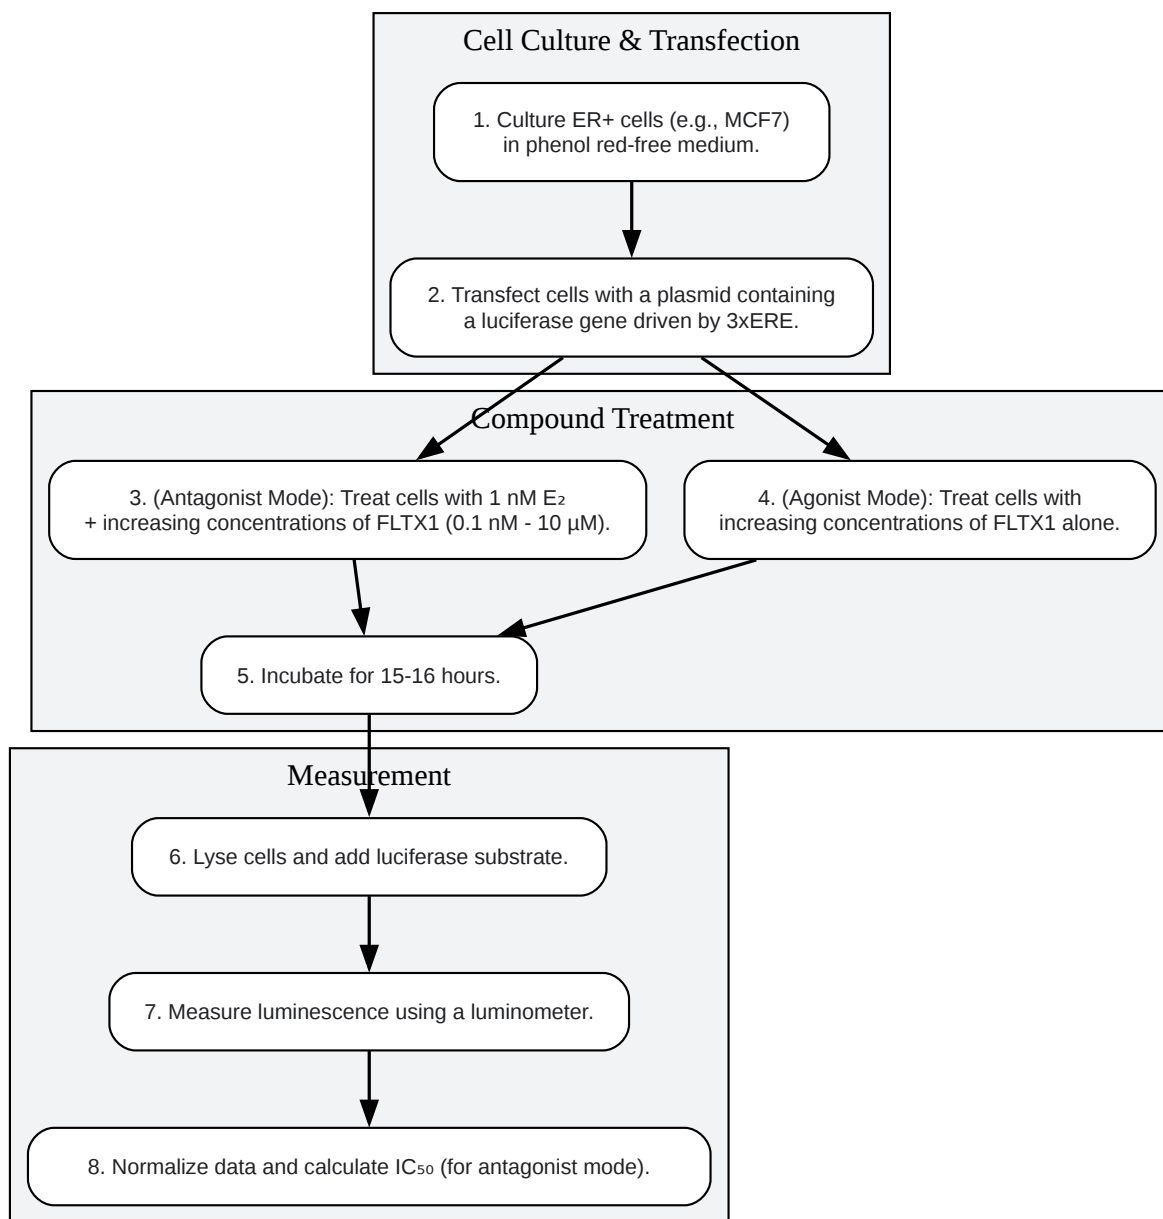 Cell Culture & Transfection
1. Culture ER+ cells (e.g., MCF7)
in phenol red-free medium.
2. Transfect cells with a plasmid containing
a luciferase gene driven by 3xERE.
Compound Treatment
3. (Antagonist Mode): Treat cells with 1 nM E₂
+ increasing concentrations of FLTX1 (0.1 nM - 10 µM).
4. (Agonist Mode): Treat cells with
increasing concentrations of FLTX1 alone.
5. Incubate for 15-16 hours.
Measurement
6. Lyse cells and add luciferase substrate.
7. Measure luminescence using a luminometer.
8. Normalize data and calculate IC₅₀ (for antagonist mode).